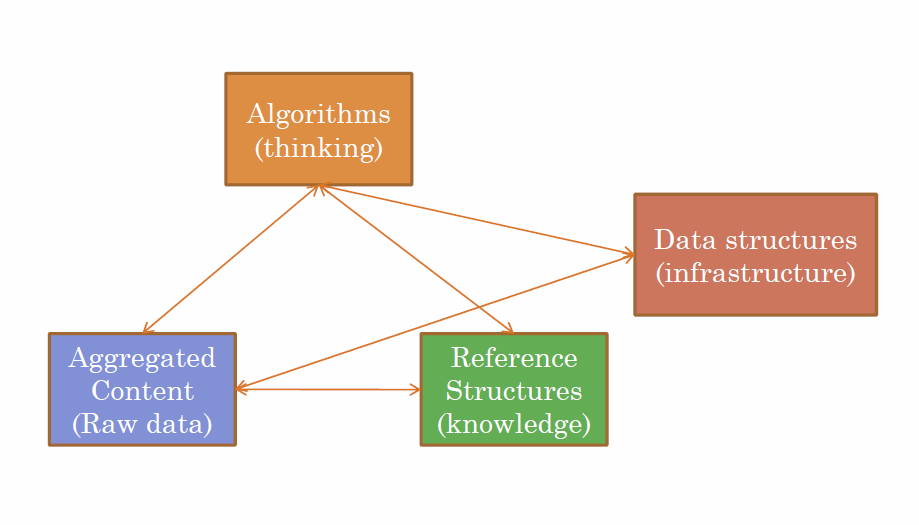 Algorithms
(thinking)
Data structures
(infrastructure)
Aggregated
Content
(Raw data)
Reference
Structures
(knowledge)